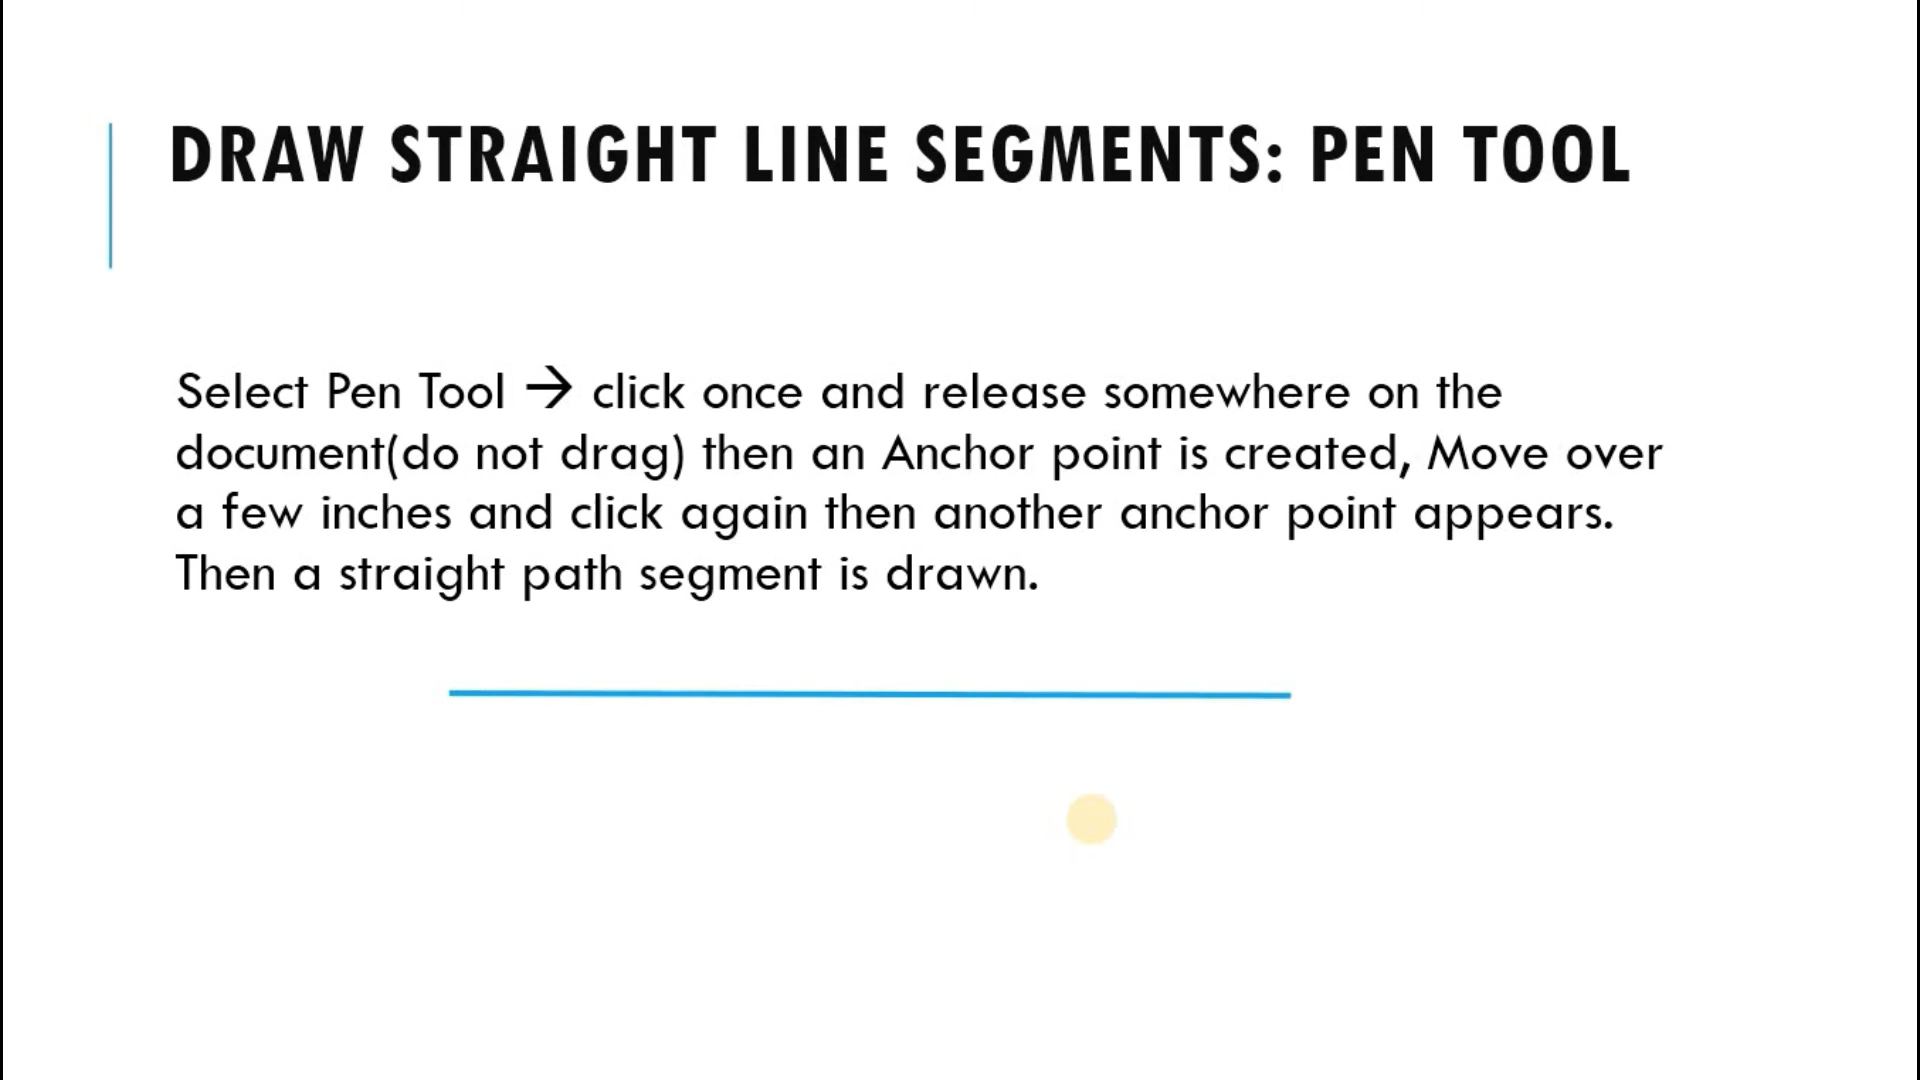 DRAW STRAIGHT LINE SEGMENTS: PEN TOOL
Select Pen Tool → click once and release somewhere on the
document(do not drag) then an Anchor point is created, Move over
a few inches and click again then another anchor point appears.
Then a straight path segment is drawn.